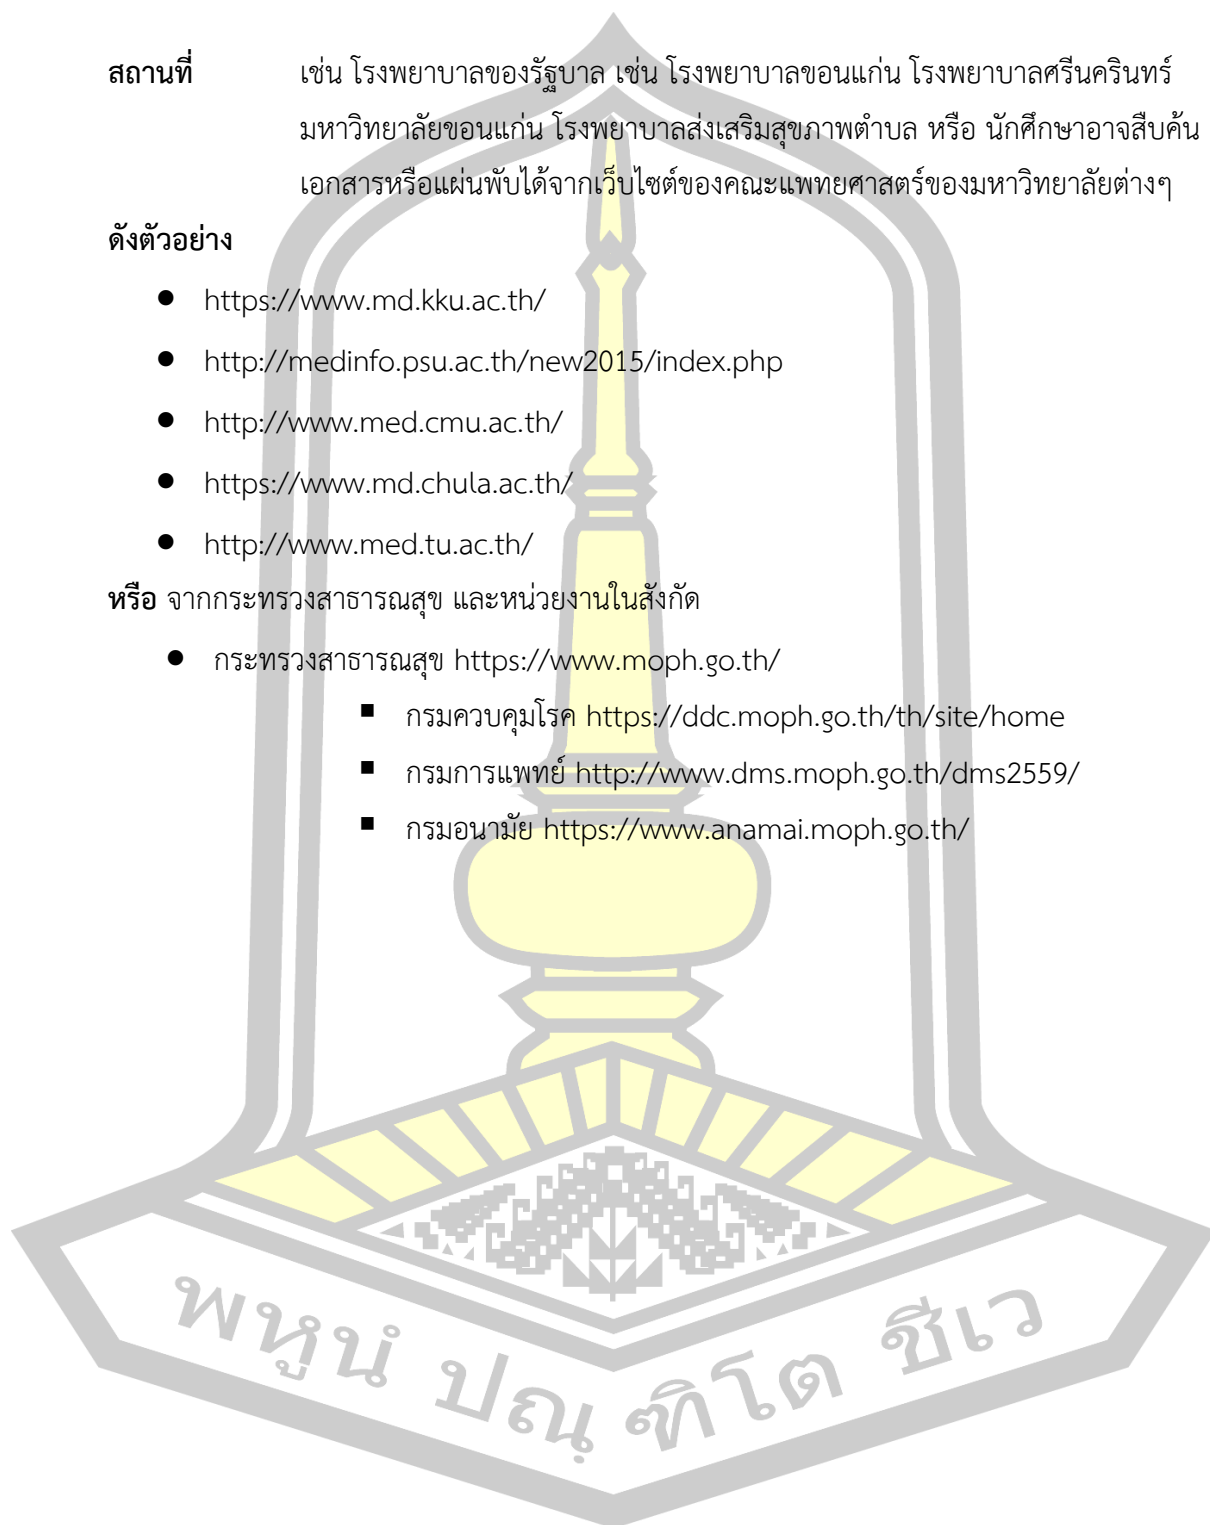 สถานที่ เช่น โรงพยาบาลของรัฐบาล เช่น โรงพยาบาลขอนแก่น โรงพยาบาลศรีนครินทร์
มหาวิทยาลัยขอนแก่น โรงพยาบาลส่งเสริมสุขภาพตำบล หรือ นักศึกษาอาจสืบค้น
เอกสารหรือแผ่นพับได้จากเว็บไซต์ของคณะแพทยศาสตร์ของมหาวิทยาลัยต่างๆ
ดังตัวอย่าง
● https://www.md.kku.ac.th/
● http://medinfo.psu.ac.th/new2015/index.php
● http://www.med.cmu.ac.th/
● https://www.md.chula.ac.th/
● http://www.med.tu.ac.th/
หรือ จากกระทรวงสาธารณสุข และหน่วยงานในสังกัด
● กระทรวงสาธารณสุข https://www.moph.go.th/
▪ กรมควบคุมโรค https://ddc.moph.go.th/th/site/home
▪ กรมการแพทย์ http://www.dms.moph.go.th/dms2559/
▪ กรมอนามัย https://www.anamai.moph.go.th/
พหูนํ ปณฺฑิโต ชีเว